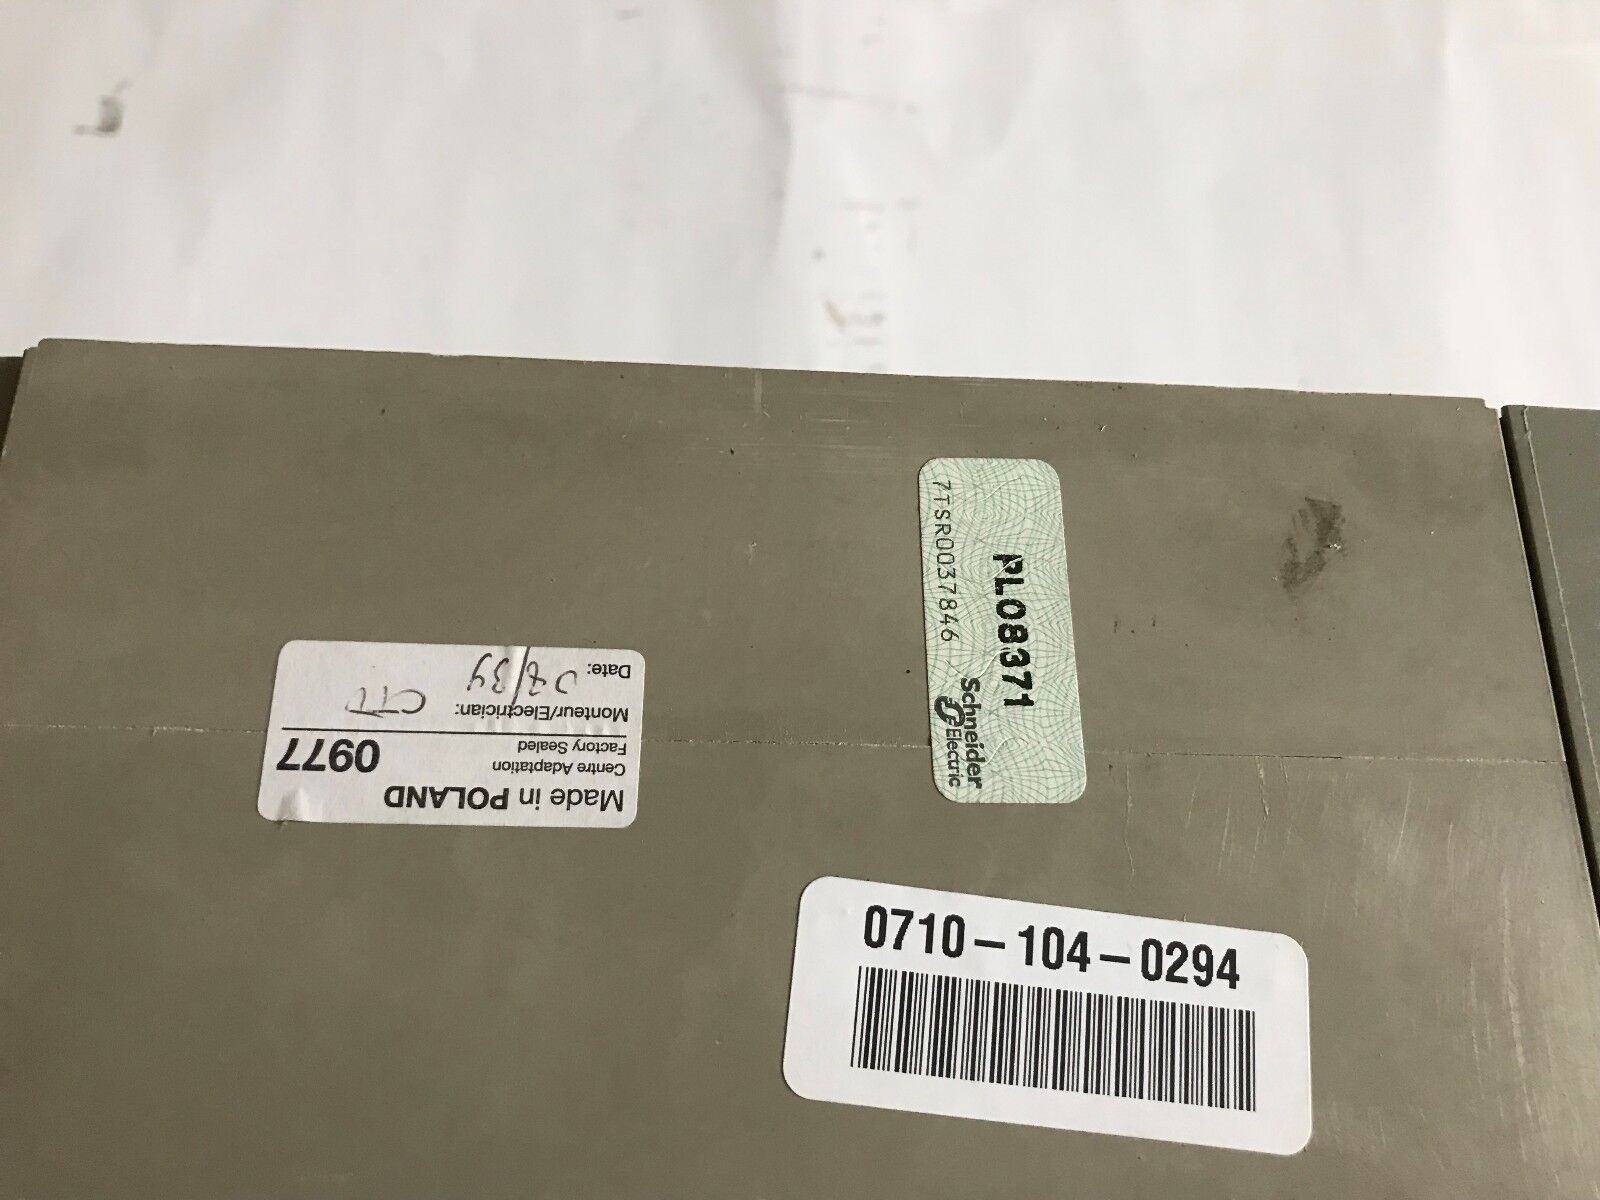 Made in POLAND
Centre Adaptation
Factory Sealed
0977
Monteur/Electrician:
Date:
PL08371
7TSR0037846
Schneider
Electric
0710-104-0294